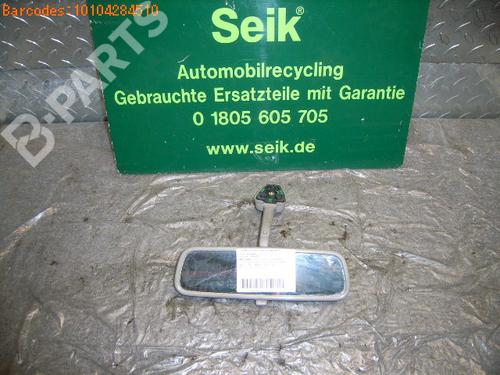 Barcodes:10104284510
B-PARTS
Seik®
Automobilrecycling
Gebrauchte Ersatzteile mit Garantie
0 1805 605 705
www.seik.de